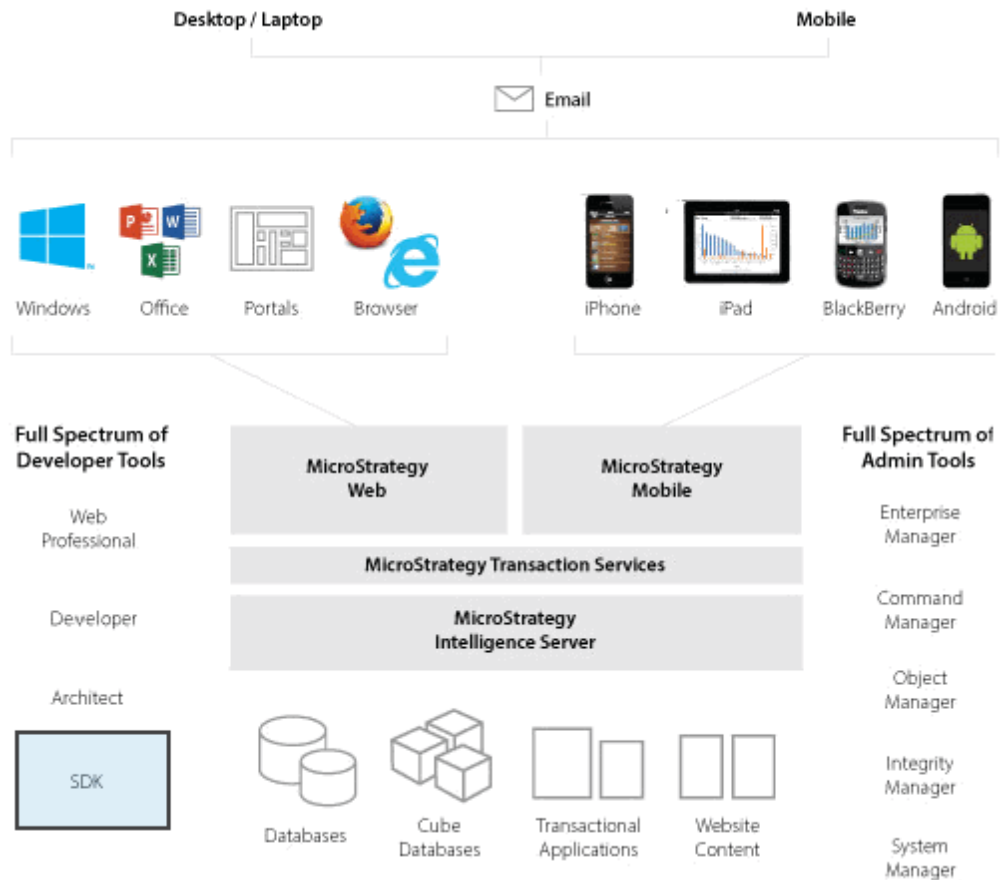 Desktop / Laptop
Mobile
Email
Windows
Office
Portals
Browser
iPhone
iPad
BlackBerry
Android
Full Spectrum of
Developer Tools
Web
Professional
Developer
Architect
SDK
MicroStrategy
Web
MicroStrategy
Mobile
MicroStrategy Transaction Services
MicroStrategy
Intelligence Server
Databases
Cube
Databases
Transactional
Applications
Website
Content
Full Spectrum of
Admin Tools
Enterprise
Manager
Command
Manager
Object
Manager
Integrity
Manager
System
Manager